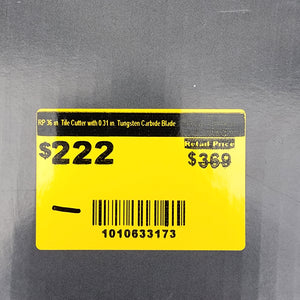 RP 36 in Tile Cutter with 0.31 in Tungsten Carbide Blade
$222
Retail Price
$369
1010633173